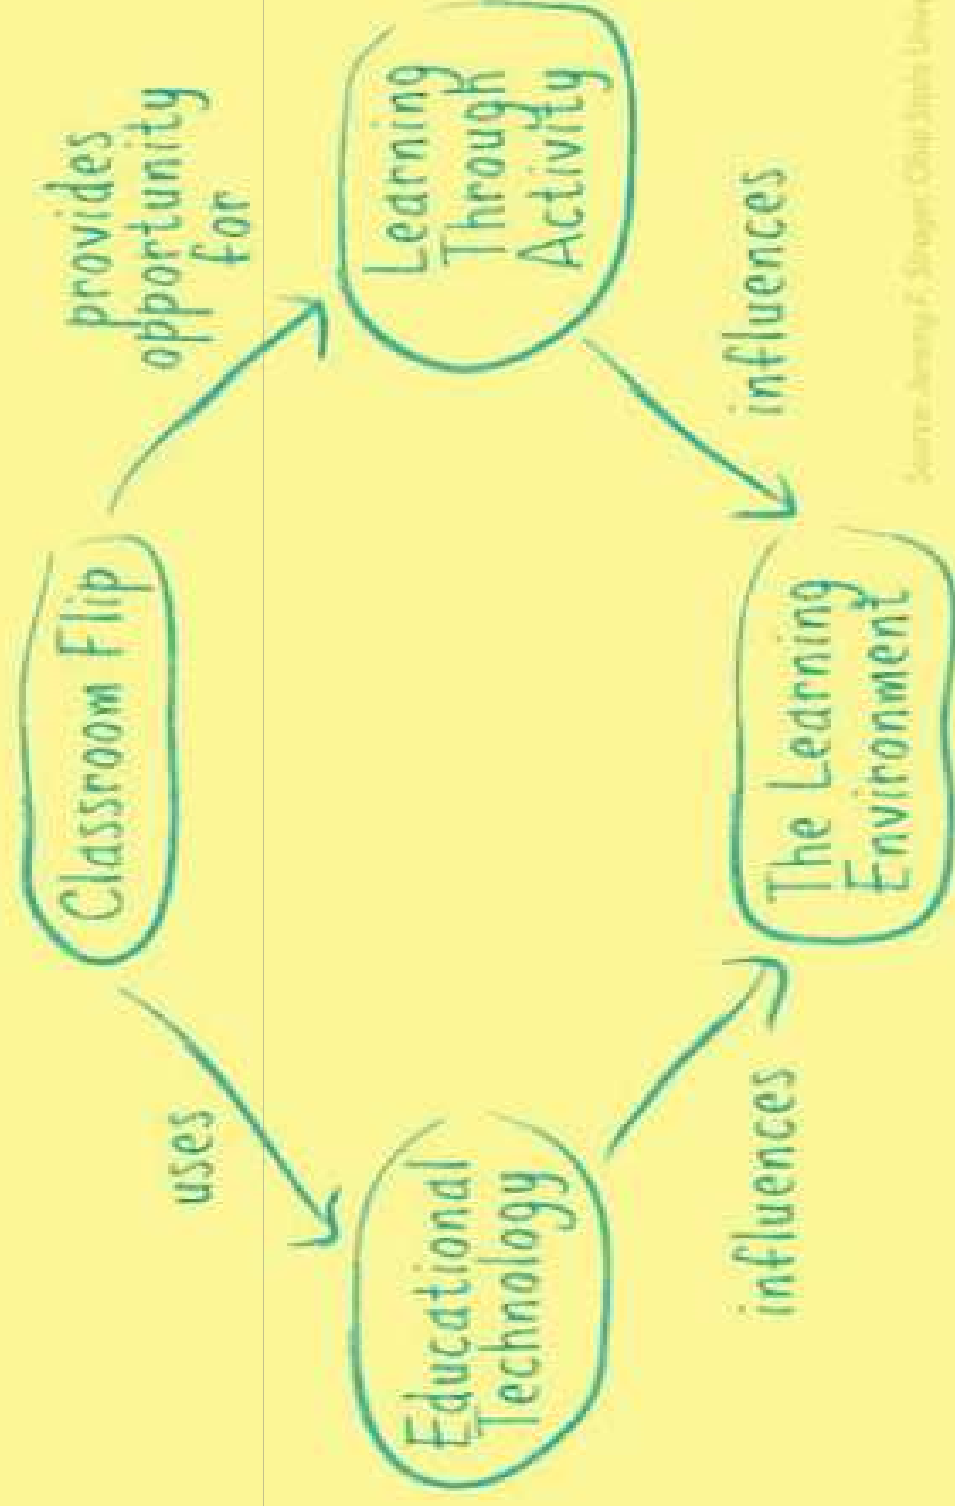 Classroom Flip
uses
provides
opportunity
for
Educational
Technology
Learning
Through
Activity
influences
influences
The Learning
Environment